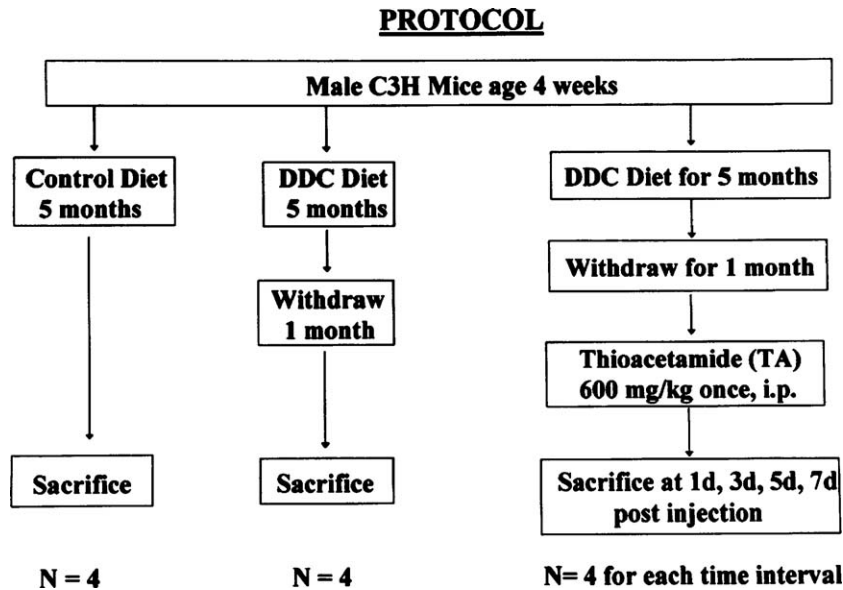 PROTOCOL
Male C3H Mice age 4 weeks
Control Diet
5 months
Sacrifice
N = 4
DDC Diet
5 months
Withdraw
1 month
Sacrifice
N = 4
DDC Diet for 5 months
Withdraw for 1 month
Thioacetamide (TA)
600 mg/kg once, i.p.
Sacrifice at 1d, 3d, 5d, 7d
post injection
N= 4 for each time interval